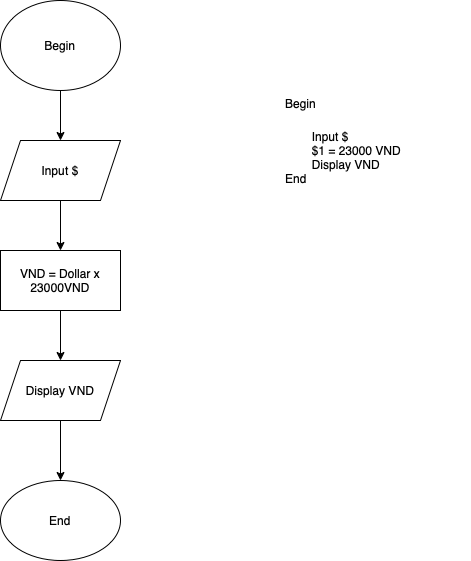 Begin
Input $
VND = Dollar x
23000VND
Display VND
End
Begin
Input $
$1 = 23000 VND
Display VND
End